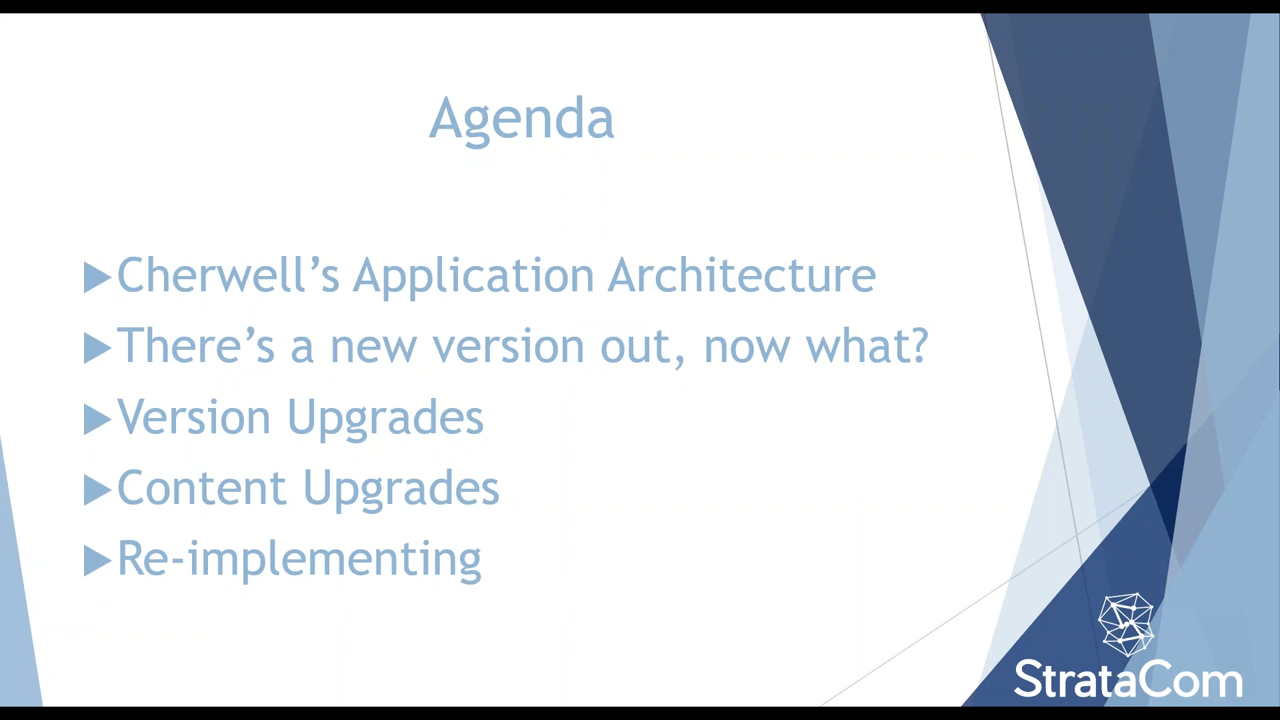 Agenda
Cherwell’s Application Architecture
There’s a new version out, now what?
Version Upgrades
Content Upgrades
Re-implementing
StrataCom